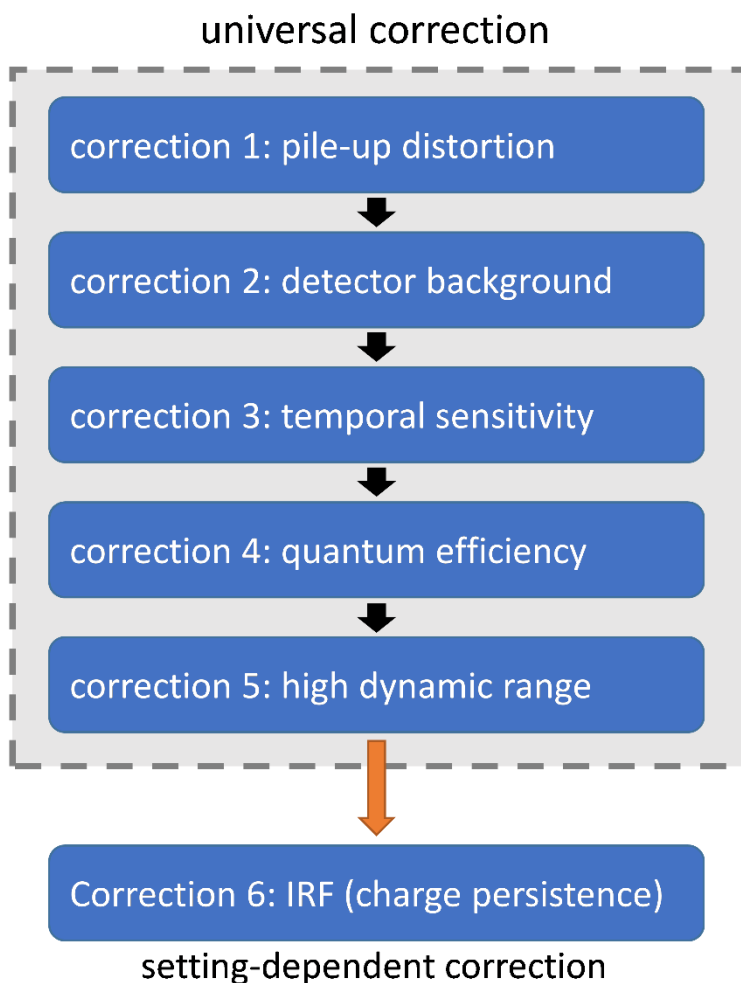 universal correction
correction 1: pile-up distortion
correction 2: detector background
correction 3: temporal sensitivity
correction 4: quantum efficiency
correction 5: high dynamic range
Correction 6: IRF (charge persistence)
setting-dependent correction